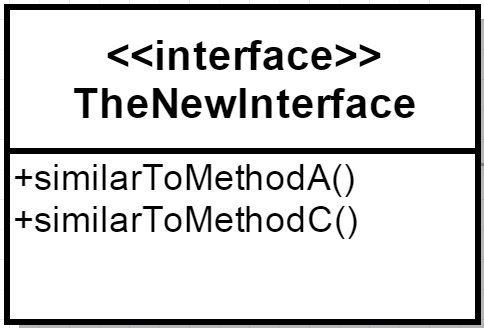 <<interface>>
TheNewInterface
+similarToMethodA()
+similarToMethodC()